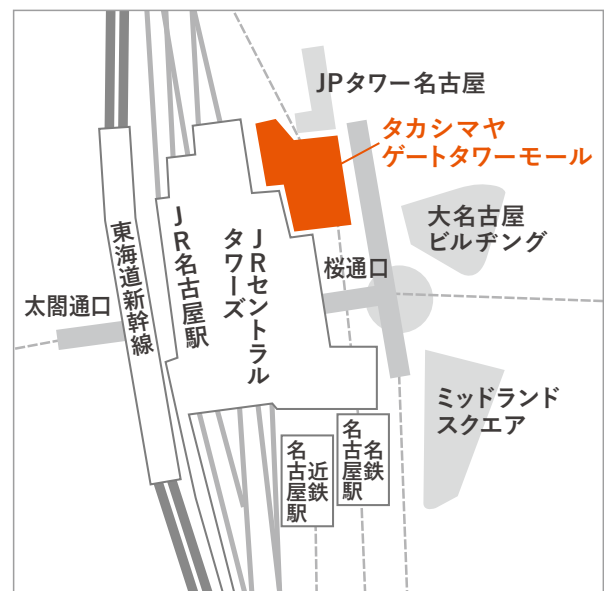 JPタワー名古屋
タカシマヤ
ゲートタワーモール
大名古屋
ビルヂング
桜通口
JRセントラル
タワーズ
JR名古屋駅
東海道新幹線
太閤通口
ミッドランド
スクエア
名鉄
名古屋駅
近鉄
名古屋駅